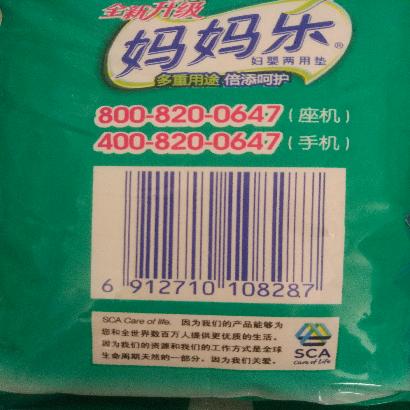 全新升级
妈妈乐®
妇婴两用垫
多重用途 倍添呵护
800-820-0647（座机）
400-820-0647（手机）
6 912710 108287
SCA Care of life. 因为我们的产品能够为
您和全世界数百万人提供更优质的生活。
因为我们的资源和我们的工作方式是全球
生命周期天然的一部分。因为我们关爱。
SCA
Care of Life